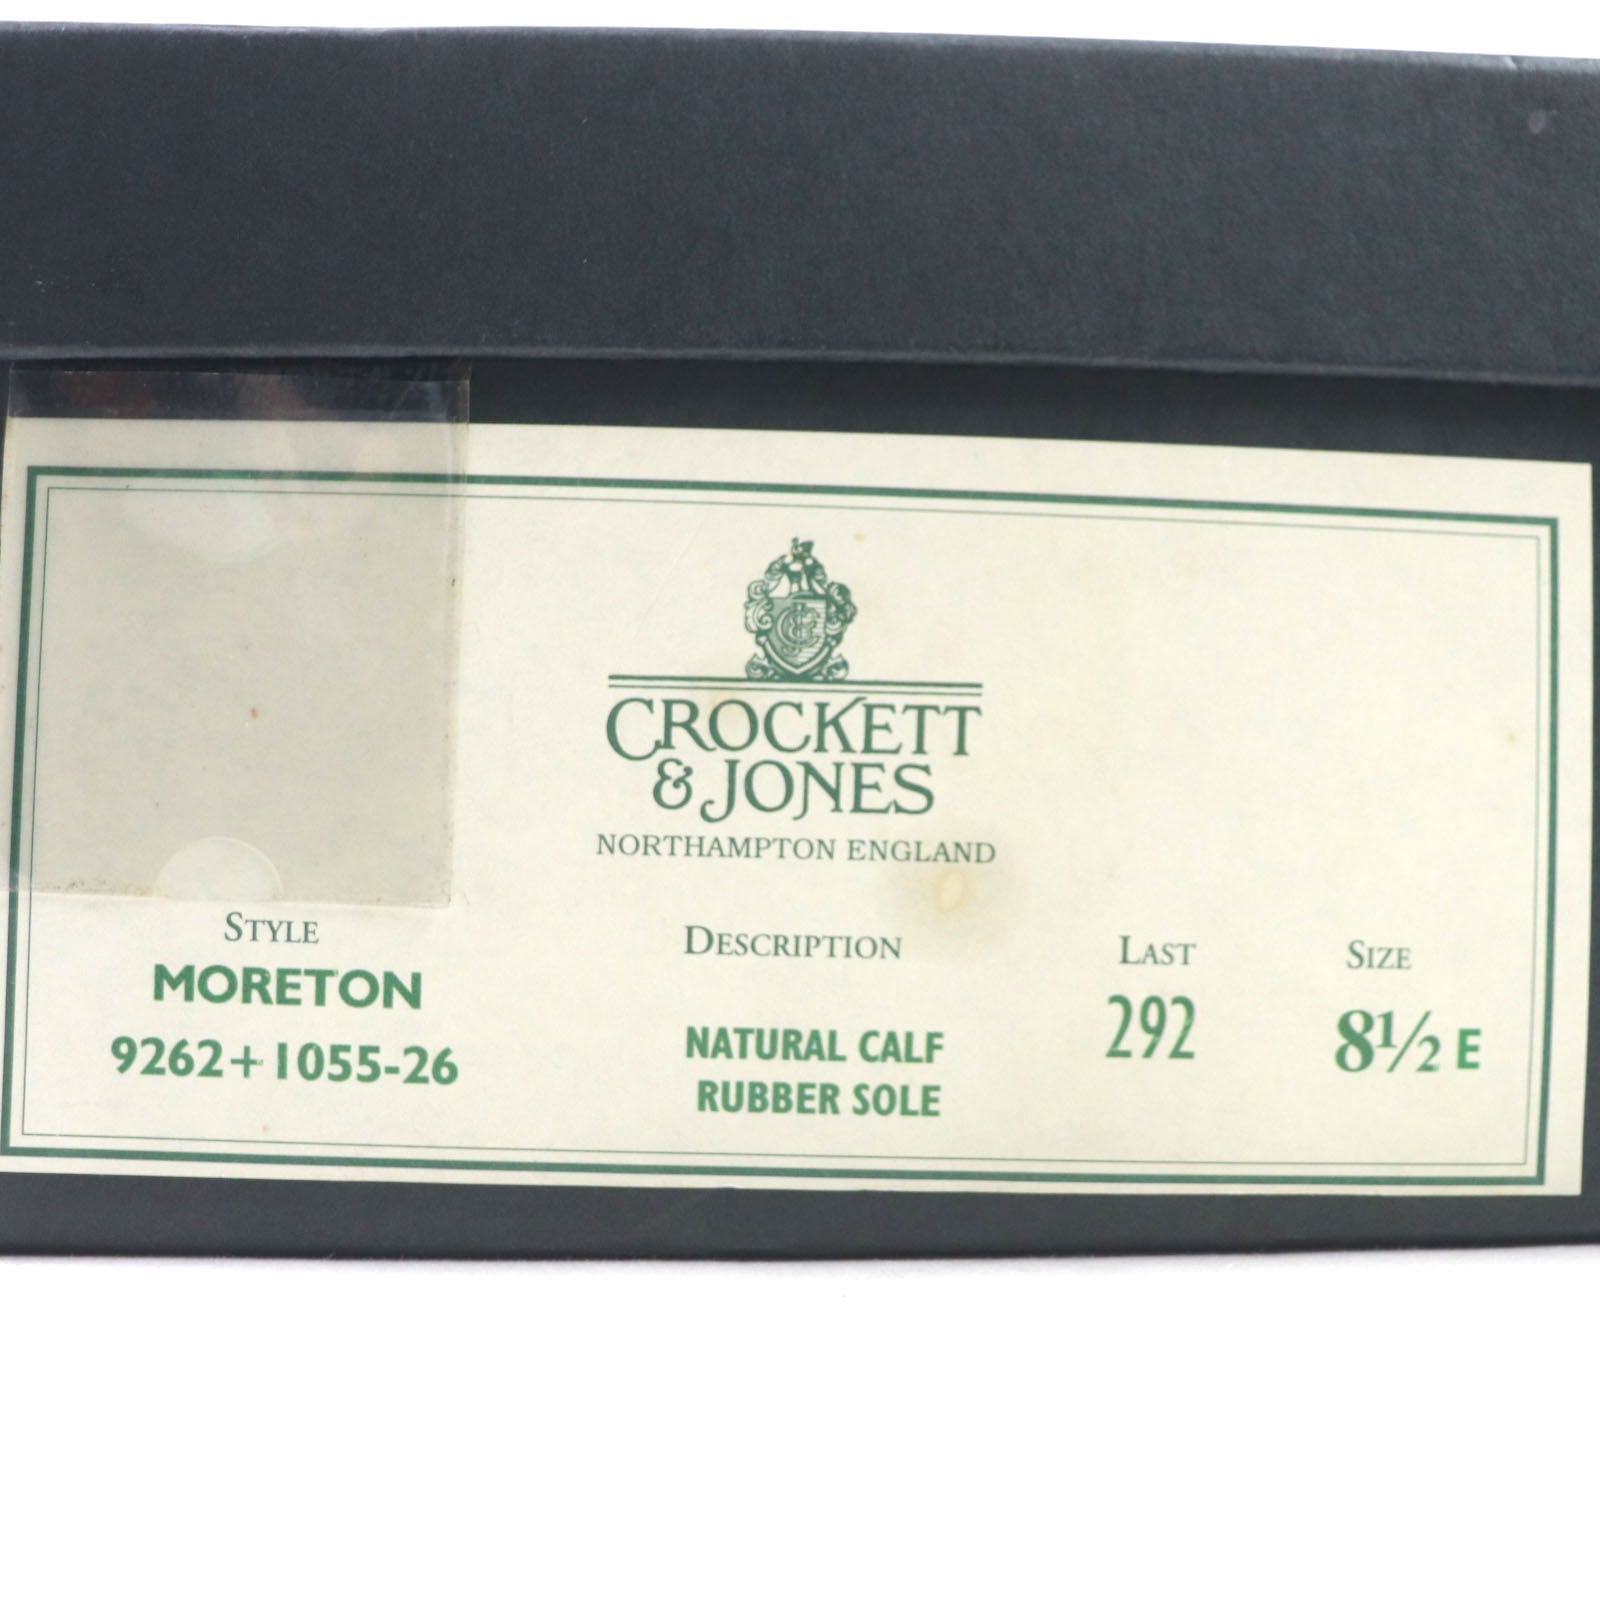 CROCKETT
& JONES
NORTHAMPTON ENGLAND
STYLE
MORETON
9262+1055-26
DESCRIPTION
NATURAL CALF
RUBBER SOLE
LAST
292
SIZE
8½ E